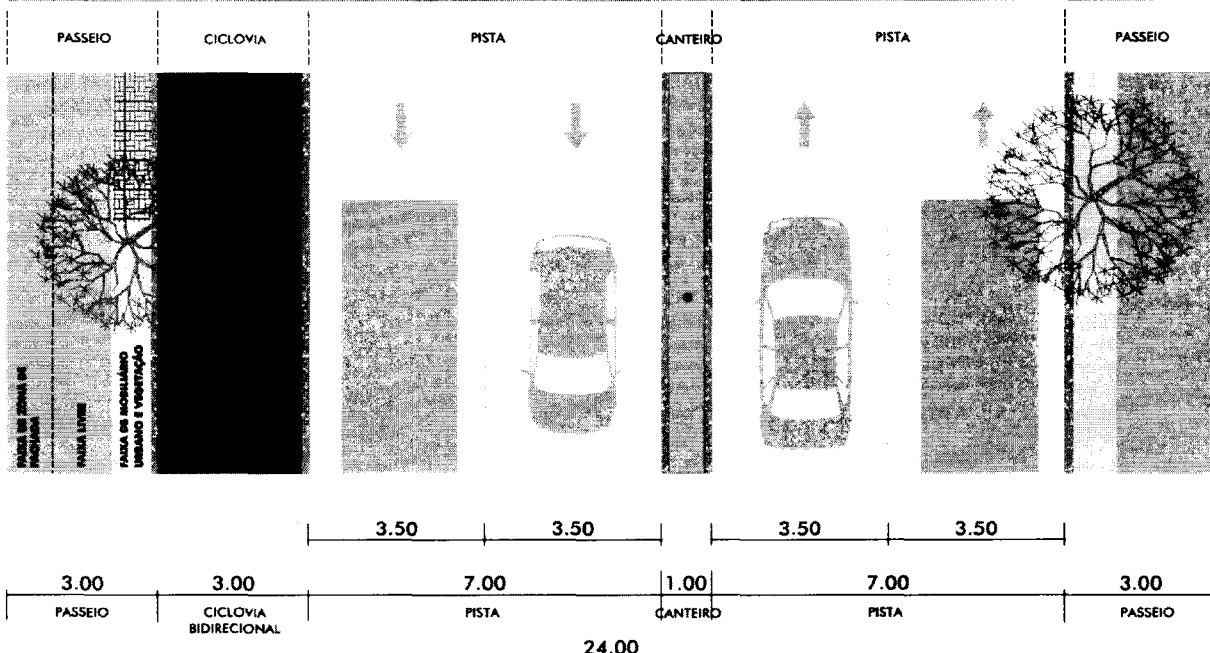 PASSEIO
CICLOVIA
PISTA
CANTEIRO
PISTA
PASSEIO
FAIXA DE ZONA DE
FACHADA
FAIXA LIVRE
FAIXA DE MOBILIÁRIO
URBANO E VEGETAÇÃO
3.50
3.50
3.50
3.50
3.00
3.00
7.00
1.00
7.00
3.00
PASSEIO
CICLOVIA
BIDIRECIONAL
PISTA
CANTEIRO
PISTA
PASSEIO
24.00